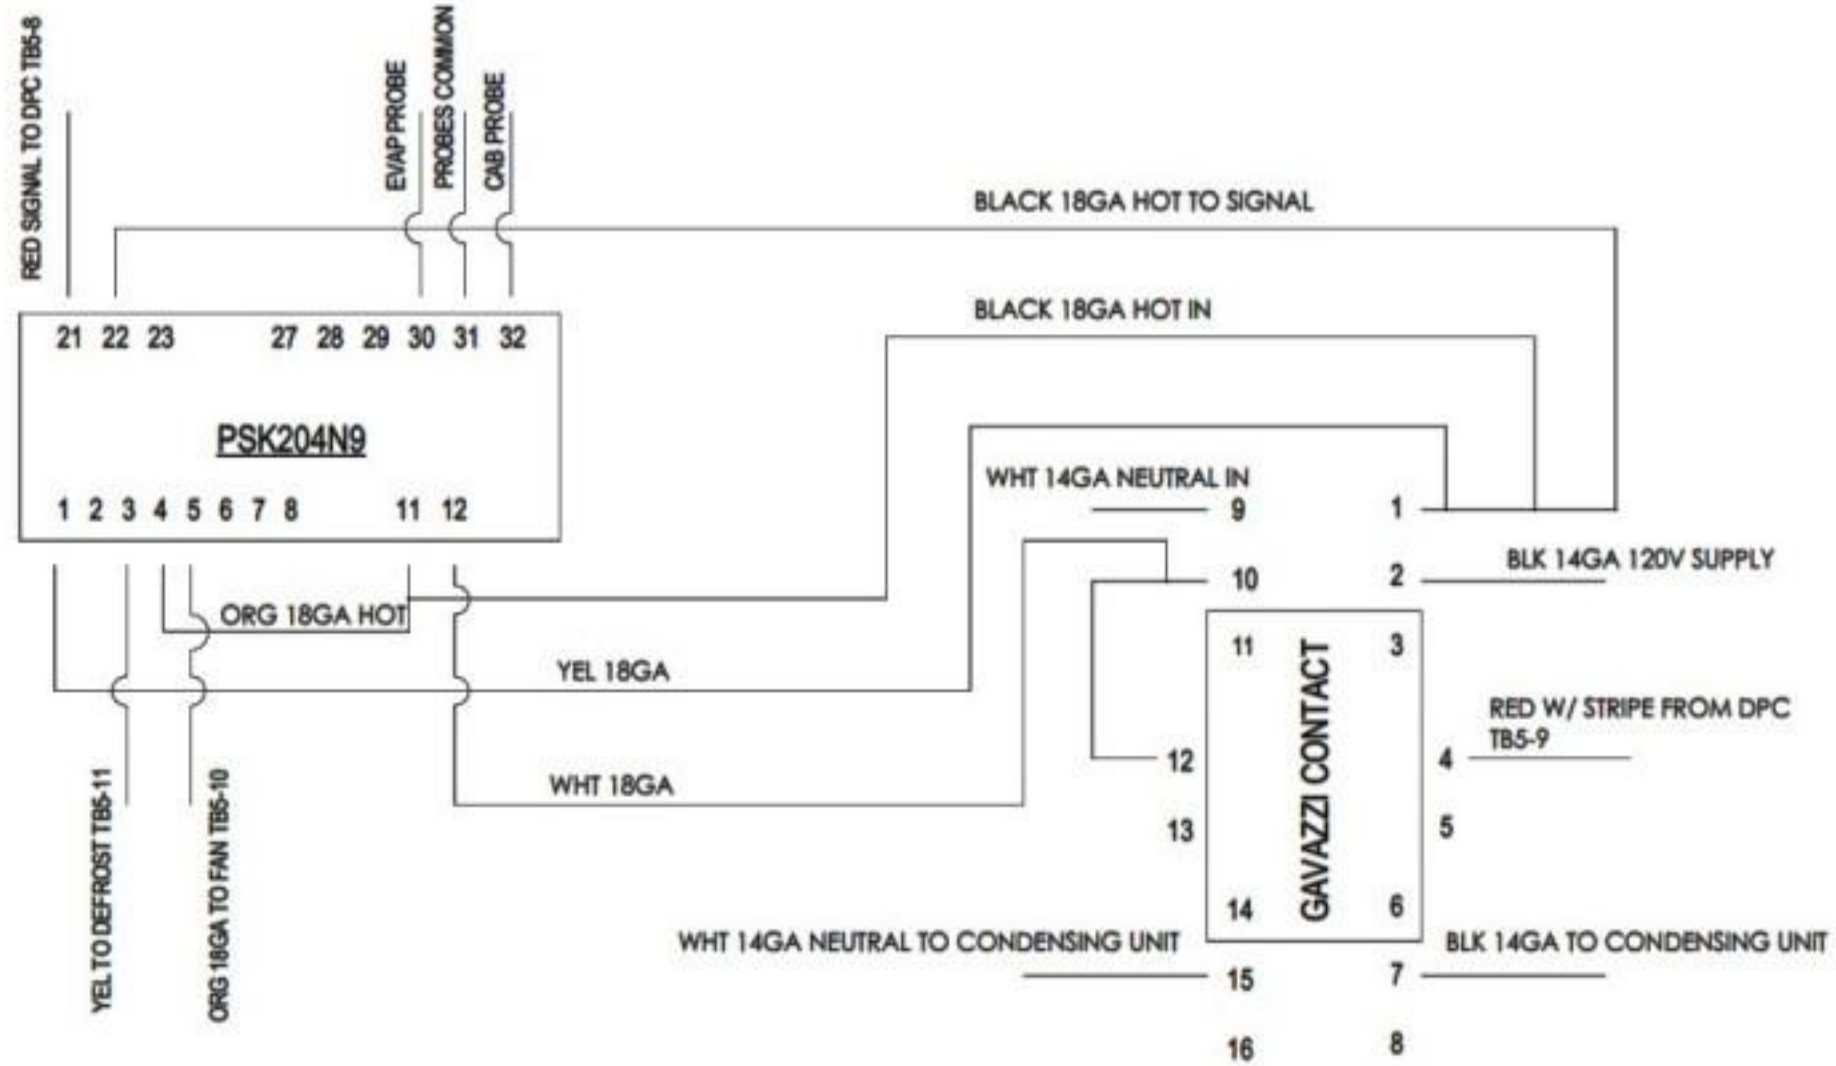 RED SIGNAL TO DPC TB5-8
EVAP PROBE
PROBES COMMON
CAB PROBE
BLACK 18GA HOT TO SIGNAL
BLACK 18GA HOT IN
21 22 23 27 28 29 30 31 32
PSK204N9
1 2 3 4 5 6 7 8 11 12
WHT 14GA NEUTRAL IN
9 1
BLK 14GA 120V SUPPLY
10 2
ORG 18GA HOT
11 3
YEL 18GA
GAVAZZI CONTACT
RED W/ STRIPE FROM DPC
TB5-9
12 4
WHT 18GA
13 5
YEL TO DEFROST TB5-11
ORG 18GA TO FAN TB5-10
14 6
WHT 14GA NEUTRAL TO CONDENSING UNIT
BLK 14GA TO CONDENSING UNIT
15 7
16 8